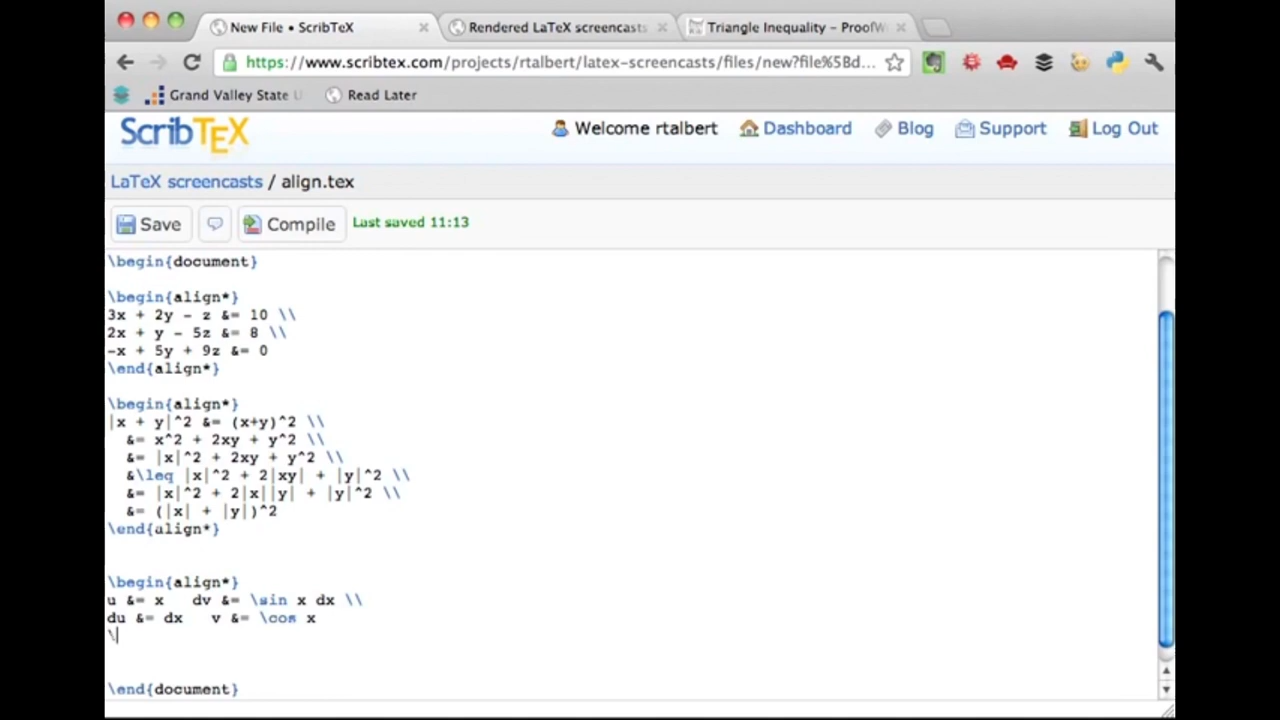 New File • ScribTeX
Rendered LaTeX screencasts
Triangle Inequality – ProofW
https://www.scribtex.com/projects/rtalbert/latex-screencasts/files/new?file%5Bd...
Grand Valley State U
Read Later
ScribTEX
Welcome rtalbert
Dashboard
Blog
Support
Log Out
LaTeX screencasts / align.tex
Save
Compile
Last saved 11:13
\begin{document}
\begin{align*}
3x + 2y - z &= 10 \\
2x + y - 5z &= 8 \\
-x + 5y + 9z &= 0
\end{align*}
\begin{align*}
|x + y|^2 &= (x+y)^2 \\
&= x^2 + 2xy + y^2 \\
&= |x|^2 + 2xy + y^2 \\
&\leq |x|^2 + 2|xy| + |y|^2 \\
&= |x|^2 + 2|x||y| + |y|^2 \\
&= (|x| + |y|)^2
\end{align*}
\begin{align*}
u &= x   dv &= \sin x dx \\
du &= dx   v &= \cos x
\
\end{document}